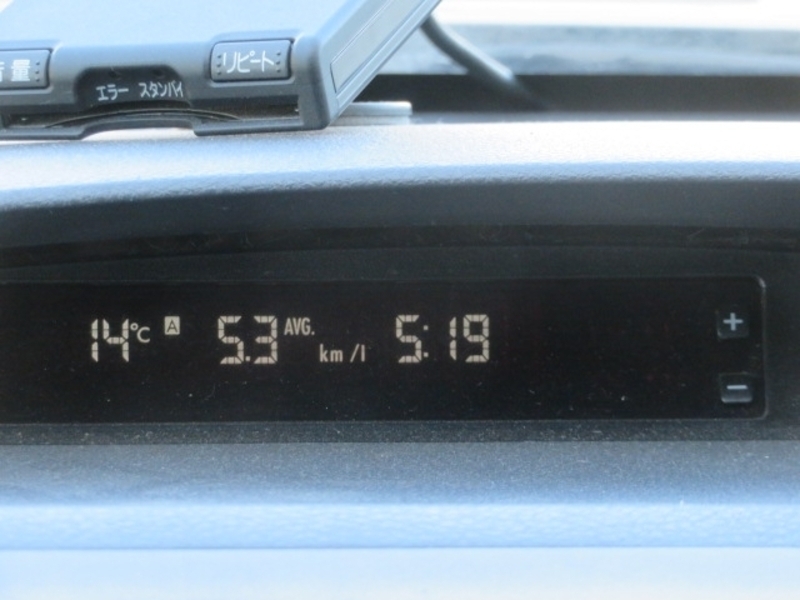 音量 リピート
エラー スタンバイ
14℃ A 5.3 AVG. km/l 5:19
+
−